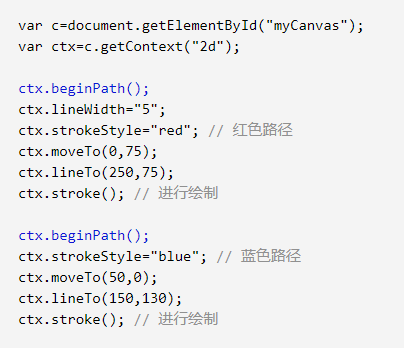 var c=document.getElementById("myCanvas");
var ctx=c.getContext("2d");
ctx.beginPath();
ctx.lineWidth="5";
ctx.strokeStyle="red"; // 红色路径
ctx.moveTo(0,75);
ctx.lineTo(250,75);
ctx.stroke(); // 进行绘制
ctx.beginPath();
ctx.strokeStyle="blue"; // 蓝色路径
ctx.moveTo(50,0);
ctx.lineTo(150,130);
ctx.stroke(); // 进行绘制